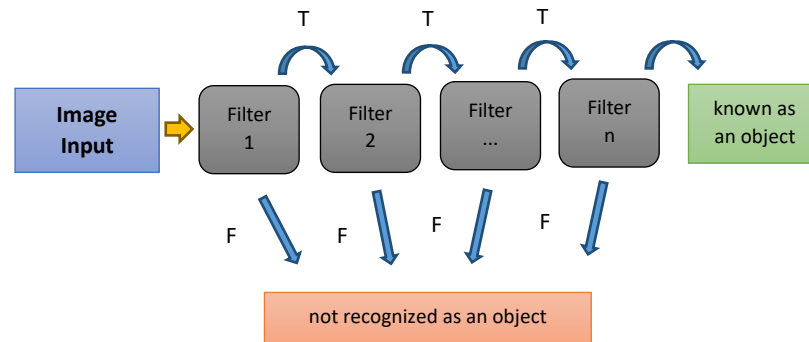 T
T
T
Image
Input
Filter
1
Filter
2
Filter
...
Filter
n
known as
an object
F
F
F
F
not recognized as an object